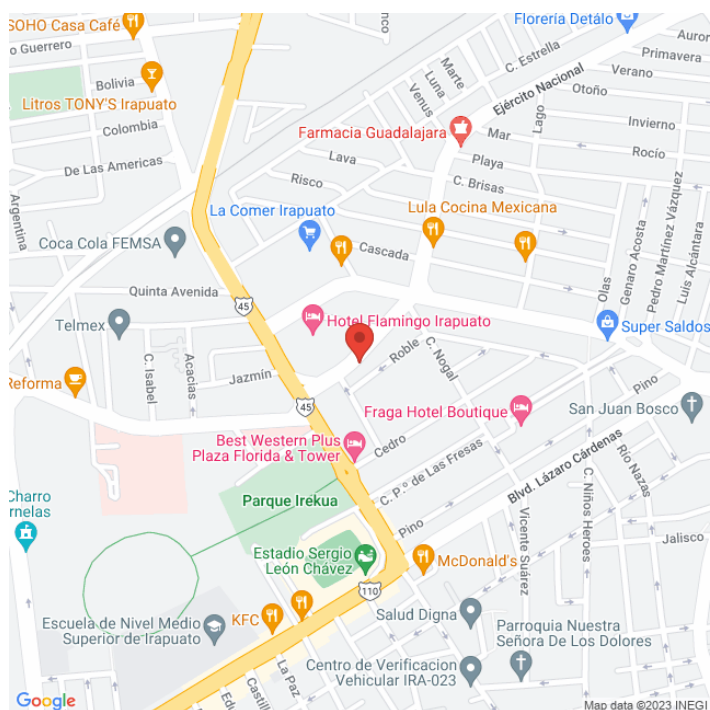 SOHO Casa Café
o Guerrero
Bolivia
Litros TONY'S Irapuato
Colombia
De Las Americas
Argentina
Coca Cola FEMSA
Quinta Avenida
45
Telmex
C. Isabel
Acacias
Jazmín
Reforma
45
nco
Florería Detálo
C. Estrella
Marte
Luna
Venus
Auror
Primavera
Verano
Otoño
Ejército Nacional
Lago
Invierno
Mar
Rocío
Farmacia Guadalajara
Playa
Lava
Risco
C. Brisas
La Comer Irapuato
Lula Cocina Mexicana
Cascada
Olas
Genaro Acosta
Pedro Martínez Vázquez
Luis Alcántara
Hotel Flamingo Irapuato
Super Saldos
Roble
C. Nogal
Pino
Fraga Hotel Boutique
San Juan Bosco
Best Western Plus
Plaza Florida & Tower
Cedro
C. P.º de Las Fresas
Blvd. Lázaro Cárdenas
Río Nazas
C. Niños Heroes
Vicente Suárez
Jalisco
Charro
rnelas
Parque Irekua
Pino
Estadio Sergio
León Chávez
McDonald's
110
KFC
Escuela de Nivel Medio
Superior de Irapuato
Salud Digna
Parroquia Nuestra
Señora De Los Dolores
Centro de Verificacion
Vehicular IRA-023
La Paz
Castill
Edu
Google
Map data ©2023 INEGI